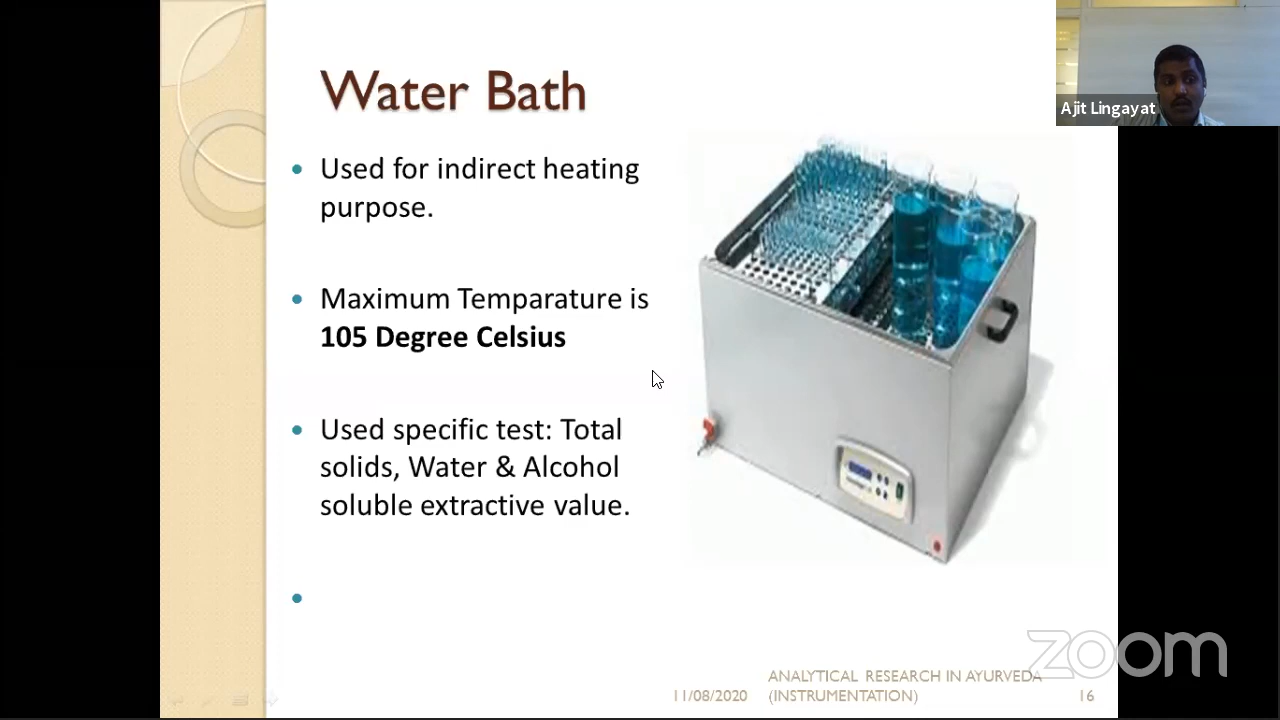 Water Bath
Ajit Lingayat
Used for indirect heating
purpose.
Maximum Temparature is
105 Degree Celsius
Used specific test: Total
solids, Water & Alcohol
soluble extractive value.
zoom
ANALYTICAL RESEARCH IN AYURVEDA
11/08/2020 (INSTRUMENTATION) 16